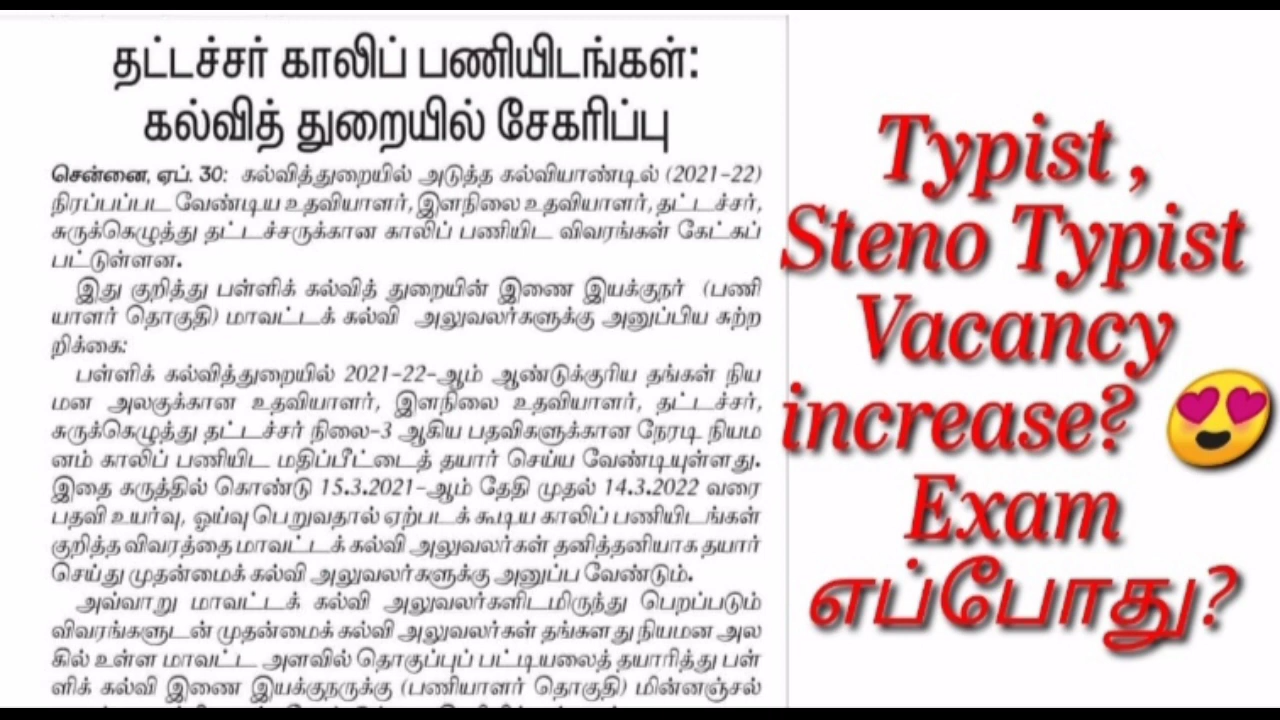 தட்டச்சர் காலிப் பணியிடங்கள்:
கல்வித் துறையில் சேகரிப்பு
சென்னை, ஏப். 30: கல்வித்துறையில் அடுத்த கல்வியாண்டில் (2021-22)
நிரப்பப்பட வேண்டிய உதவியாளர், இளநிலை உதவியாளர், தட்டச்சர்,
சுருக்கெழுத்து தட்டச்சருக்கான காலிப் பணியிட விவரங்கள் கேட்கப்
பட்டுள்ளன.
இது குறித்து பள்ளிக் கல்வித் துறையின் இணை இயக்குநர் (பணி
யாளர் தொகுதி) மாவட்டக் கல்வி அலுவலர்களுக்கு அனுப்பிய சுற்ற
றிக்கை:
பள்ளிக் கல்வித்துறையில் 2021-22-ஆம் ஆண்டுக்குரிய தங்கள் நிய
மன அலகுக்கான உதவியாளர், இளநிலை உதவியாளர், தட்டச்சர்,
சுருக்கெழுத்து தட்டச்சர் நிலை-3 ஆகிய பதவிகளுக்கான நேரடி நியம
னம் காலிப் பணியிட மதிப்பீட்டைத் தயார் செய்ய வேண்டியுள்ளது.
இதை கருத்தில் கொண்டு 15.3.2021-ஆம் தேதி முதல் 14.3.2022 வரை
பதவி உயர்வு, ஓய்வு பெறுவதால் ஏற்படக் கூடிய காலிப் பணியிடங்கள்
குறித்த விவரத்தை மாவட்டக் கல்வி அலுவலர்கள் தனித்தனியாக தயார்
செய்து முதன்மைக் கல்வி அலுவலர்களுக்கு அனுப்ப வேண்டும்.
அவ்வாறு மாவட்டக் கல்வி அலுவலர்களிடமிருந்து பெறப்படும்
விவரங்களுடன் முதன்மைக் கல்வி அலுவலர்கள் தங்களது நியமன அல
கில் உள்ள மாவட்ட அளவில் தொகுப்புப் பட்டியலைத் தயாரித்து பள்
ளிக் கல்வி இணை இயக்குநருக்கு (பணியாளர் தொகுதி) மின்னஞ்சல்
Typist ,
Steno Typist
Vacancy
increase? 😍
Exam
எப்போது?